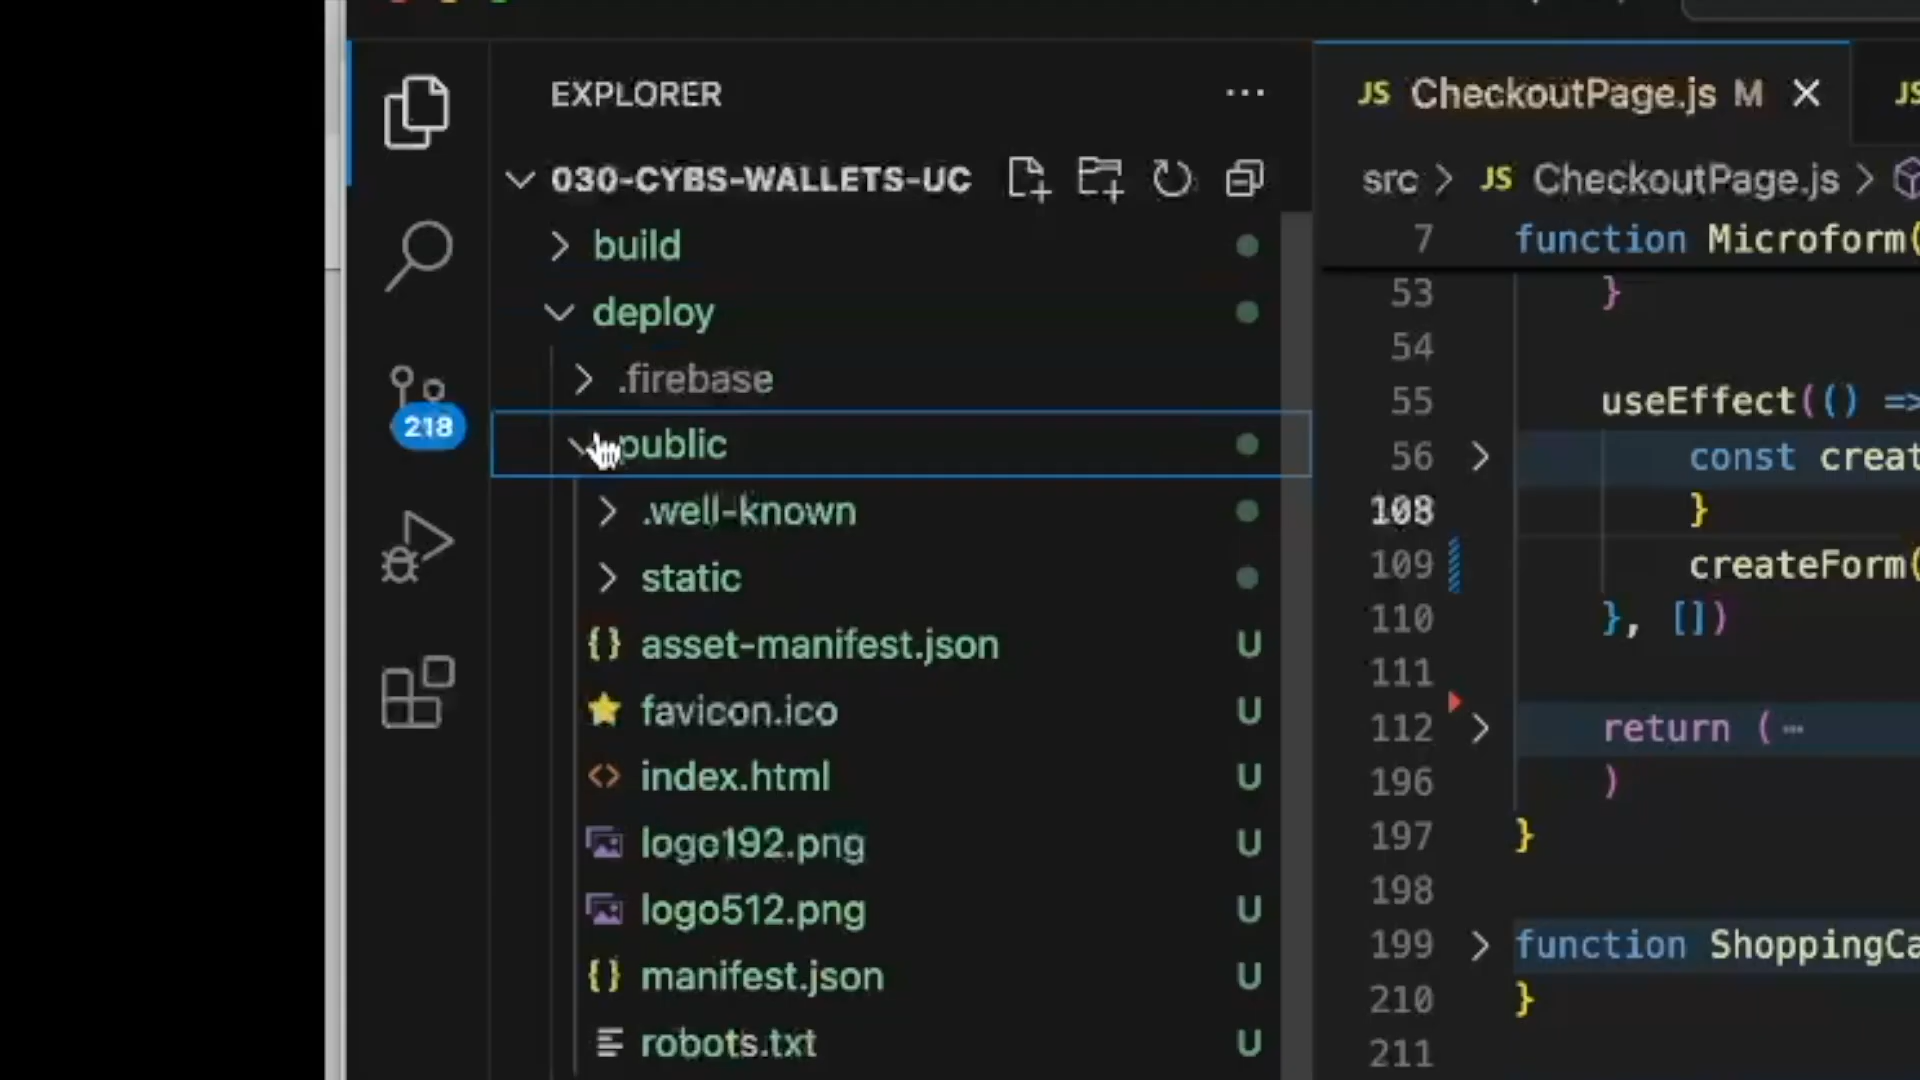 EXPLORER
030-CYBS-WALLETS-UC
build
deploy
.firebase
public
.well-known
static
{} asset-manifest.json U
favicon.ico U
<> index.html U
logo192.png U
logo512.png U
{} manifest.json U
robots.txt U
218
JS CheckoutPage.js M
JS
src > JS CheckoutPage.js >
7 function Microform(
53 }
54
55 useEffect(() =>
56 const creat
108 }
109 createForm(
110 }, [])
111
112 return ( ⋯
196 )
197 }
198
199 function ShoppingCa
210 }
211